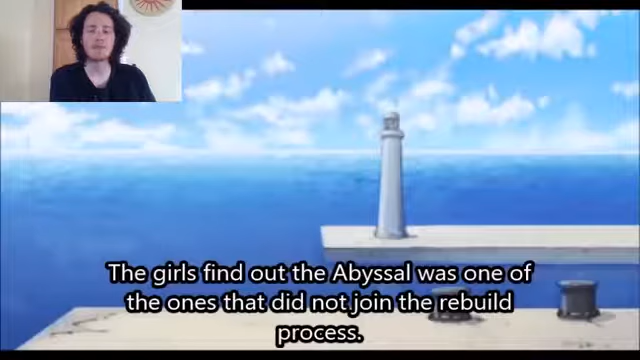 The girls find out the Abyssal was one of
the ones that did not join the rebuild
process.